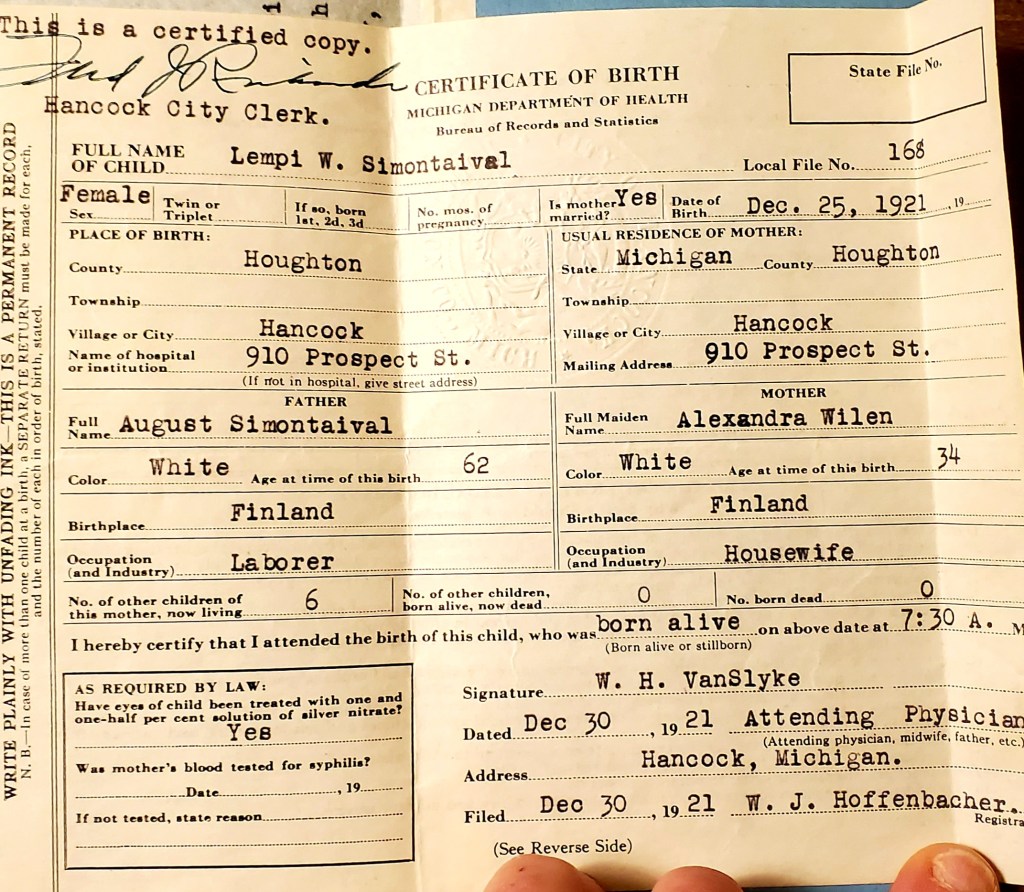 This is a certified copy.
Hancock City Clerk.
CERTIFICATE OF BIRTH
MICHIGAN DEPARTMENT OF HEALTH
Bureau of Records and Statistics
State File No.
FULL NAME OF CHILD Lempi W. Simontaival
Local File No. 168
Female Sex
Twin or Triplet
If so, born 1st, 2d, 3d
No. mos. of pregnancy
Is mother married? Yes
Date of Birth Dec. 25, 1921, 19
PLACE OF BIRTH:
County Houghton
Township
Village or City Hancock
Name of hospital or institution 910 Prospect St.
(If not in hospital, give street address)
USUAL RESIDENCE OF MOTHER:
State Michigan County Houghton
Township
Village or City Hancock
Mailing Address 910 Prospect St.
FATHER
Full Name August Simontaival
Color White Age at time of this birth 62
Birthplace Finland
Occupation (and Industry) Laborer
MOTHER
Full Maiden Name Alexandra Wilen
Color White Age at time of this birth 34
Birthplace Finland
Occupation (and Industry) Housewife
No. of other children of this mother, now living 6
No. of other children, born alive, now dead 0
No. born dead 0
I hereby certify that I attended the birth of this child, who was born alive on above date at 7:30 A. M
(Born alive or stillborn)
AS REQUIRED BY LAW:
Have eyes of child been treated with one and
one-half per cent solution of silver nitrate?
Yes
Was mother's blood tested for syphilis?
Date , 19
If not tested, state reason
Signature W. H. VanSlyke
Dated Dec 30, 1921 Attending Physician
(Attending physician, midwife, father, etc.)
Address Hancock, Michigan.
Filed Dec 30, 1921 W. J. Hoffenbacher.
Registra
(See Reverse Side)
WRITE PLAINLY WITH UNFADING INK—THIS IS A PERMANENT RECORD
N. B.—In case of more than one child at a birth, a SEPARATE RETURN must be made for each,
and the number of each in order of birth, stated.